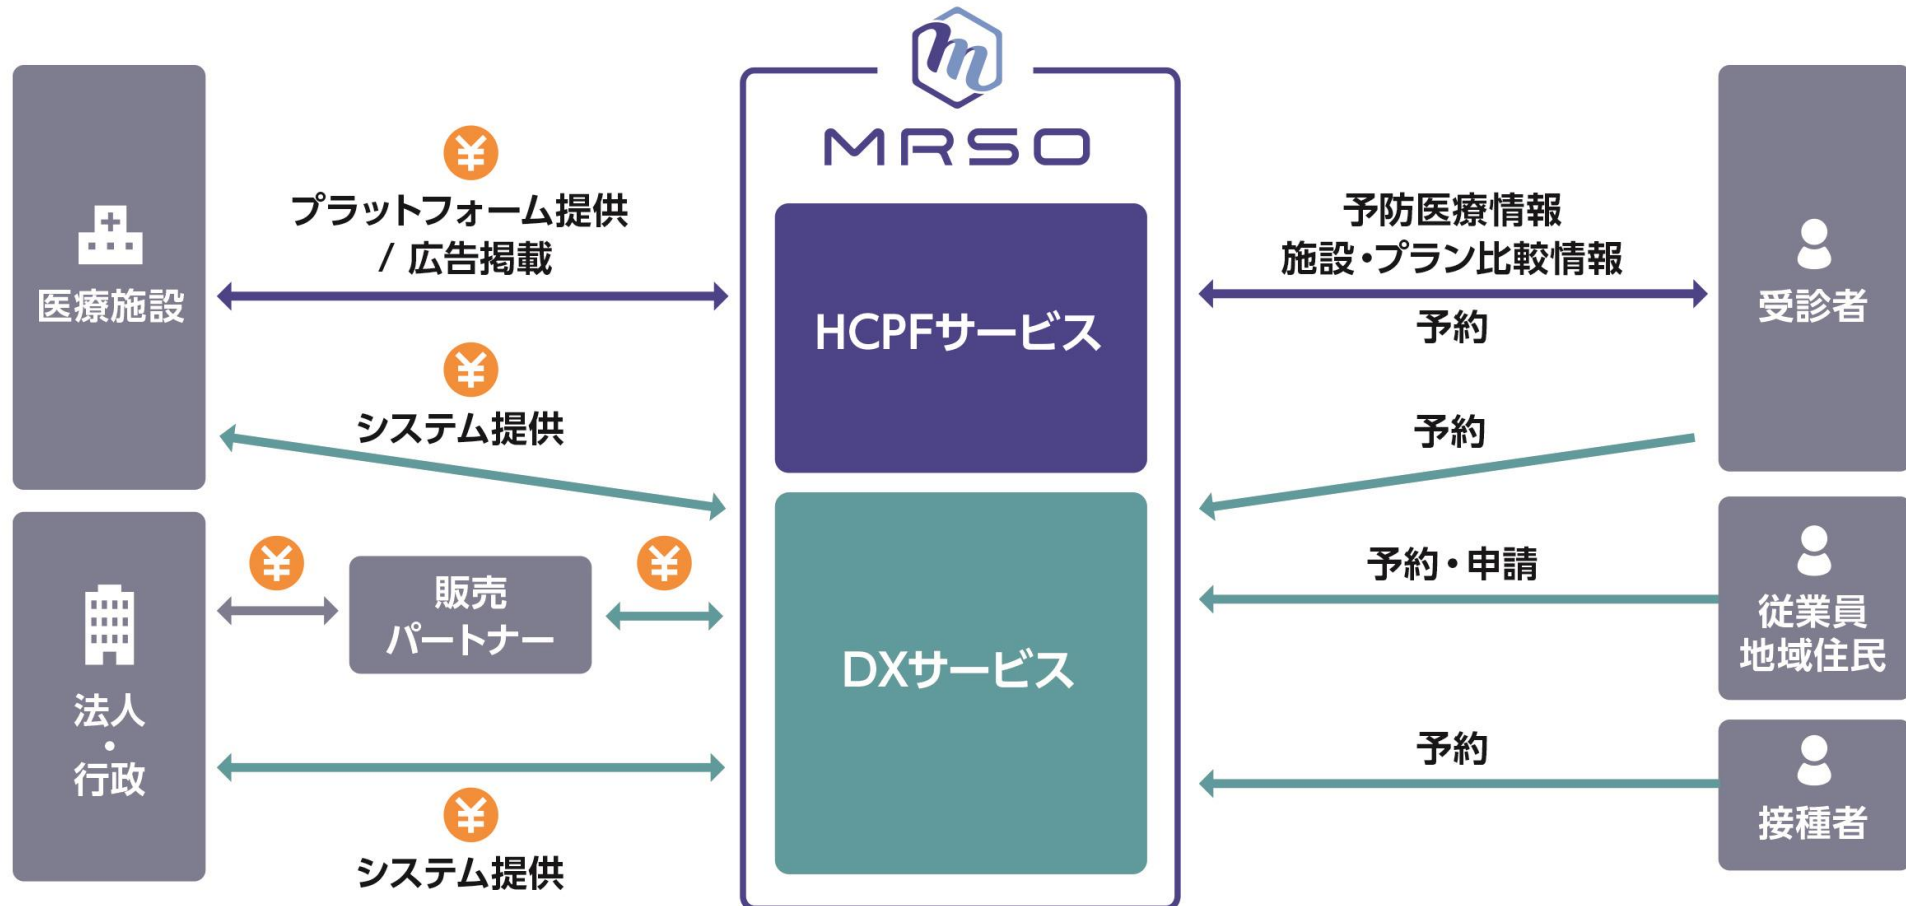 MRSO
医療施設
¥
プラットフォーム提供
/ 広告掲載
HCPFサービス
予防医療情報
施設・プラン比較情報
予約
受診者
¥
システム提供
予約
法人
・
行政
¥
販売
パートナー
¥
DXサービス
予約・申請
従業員
地域住民
¥
システム提供
予約
接種者